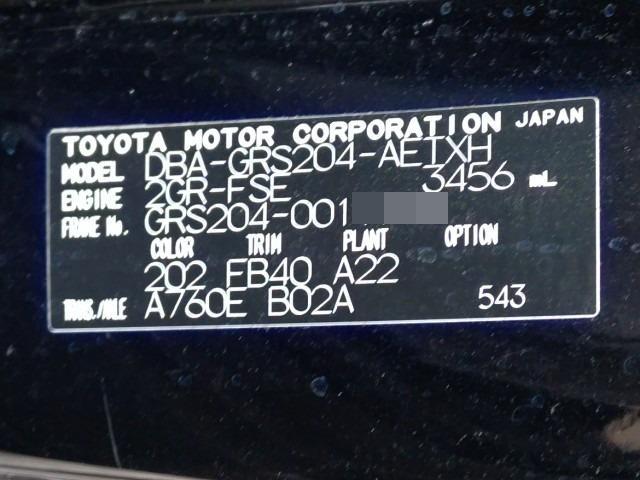 TOYOTA MOTOR CORPORATION JAPAN
MODEL DBA-GRS204-AETXH
ENGINE 2GR-FSE 3456 mL
FRAME No. GRS204-001
COLOR TRIM PLANT OPTION
202 FB40 A22
TRANS./AXLE A760E B02A 543